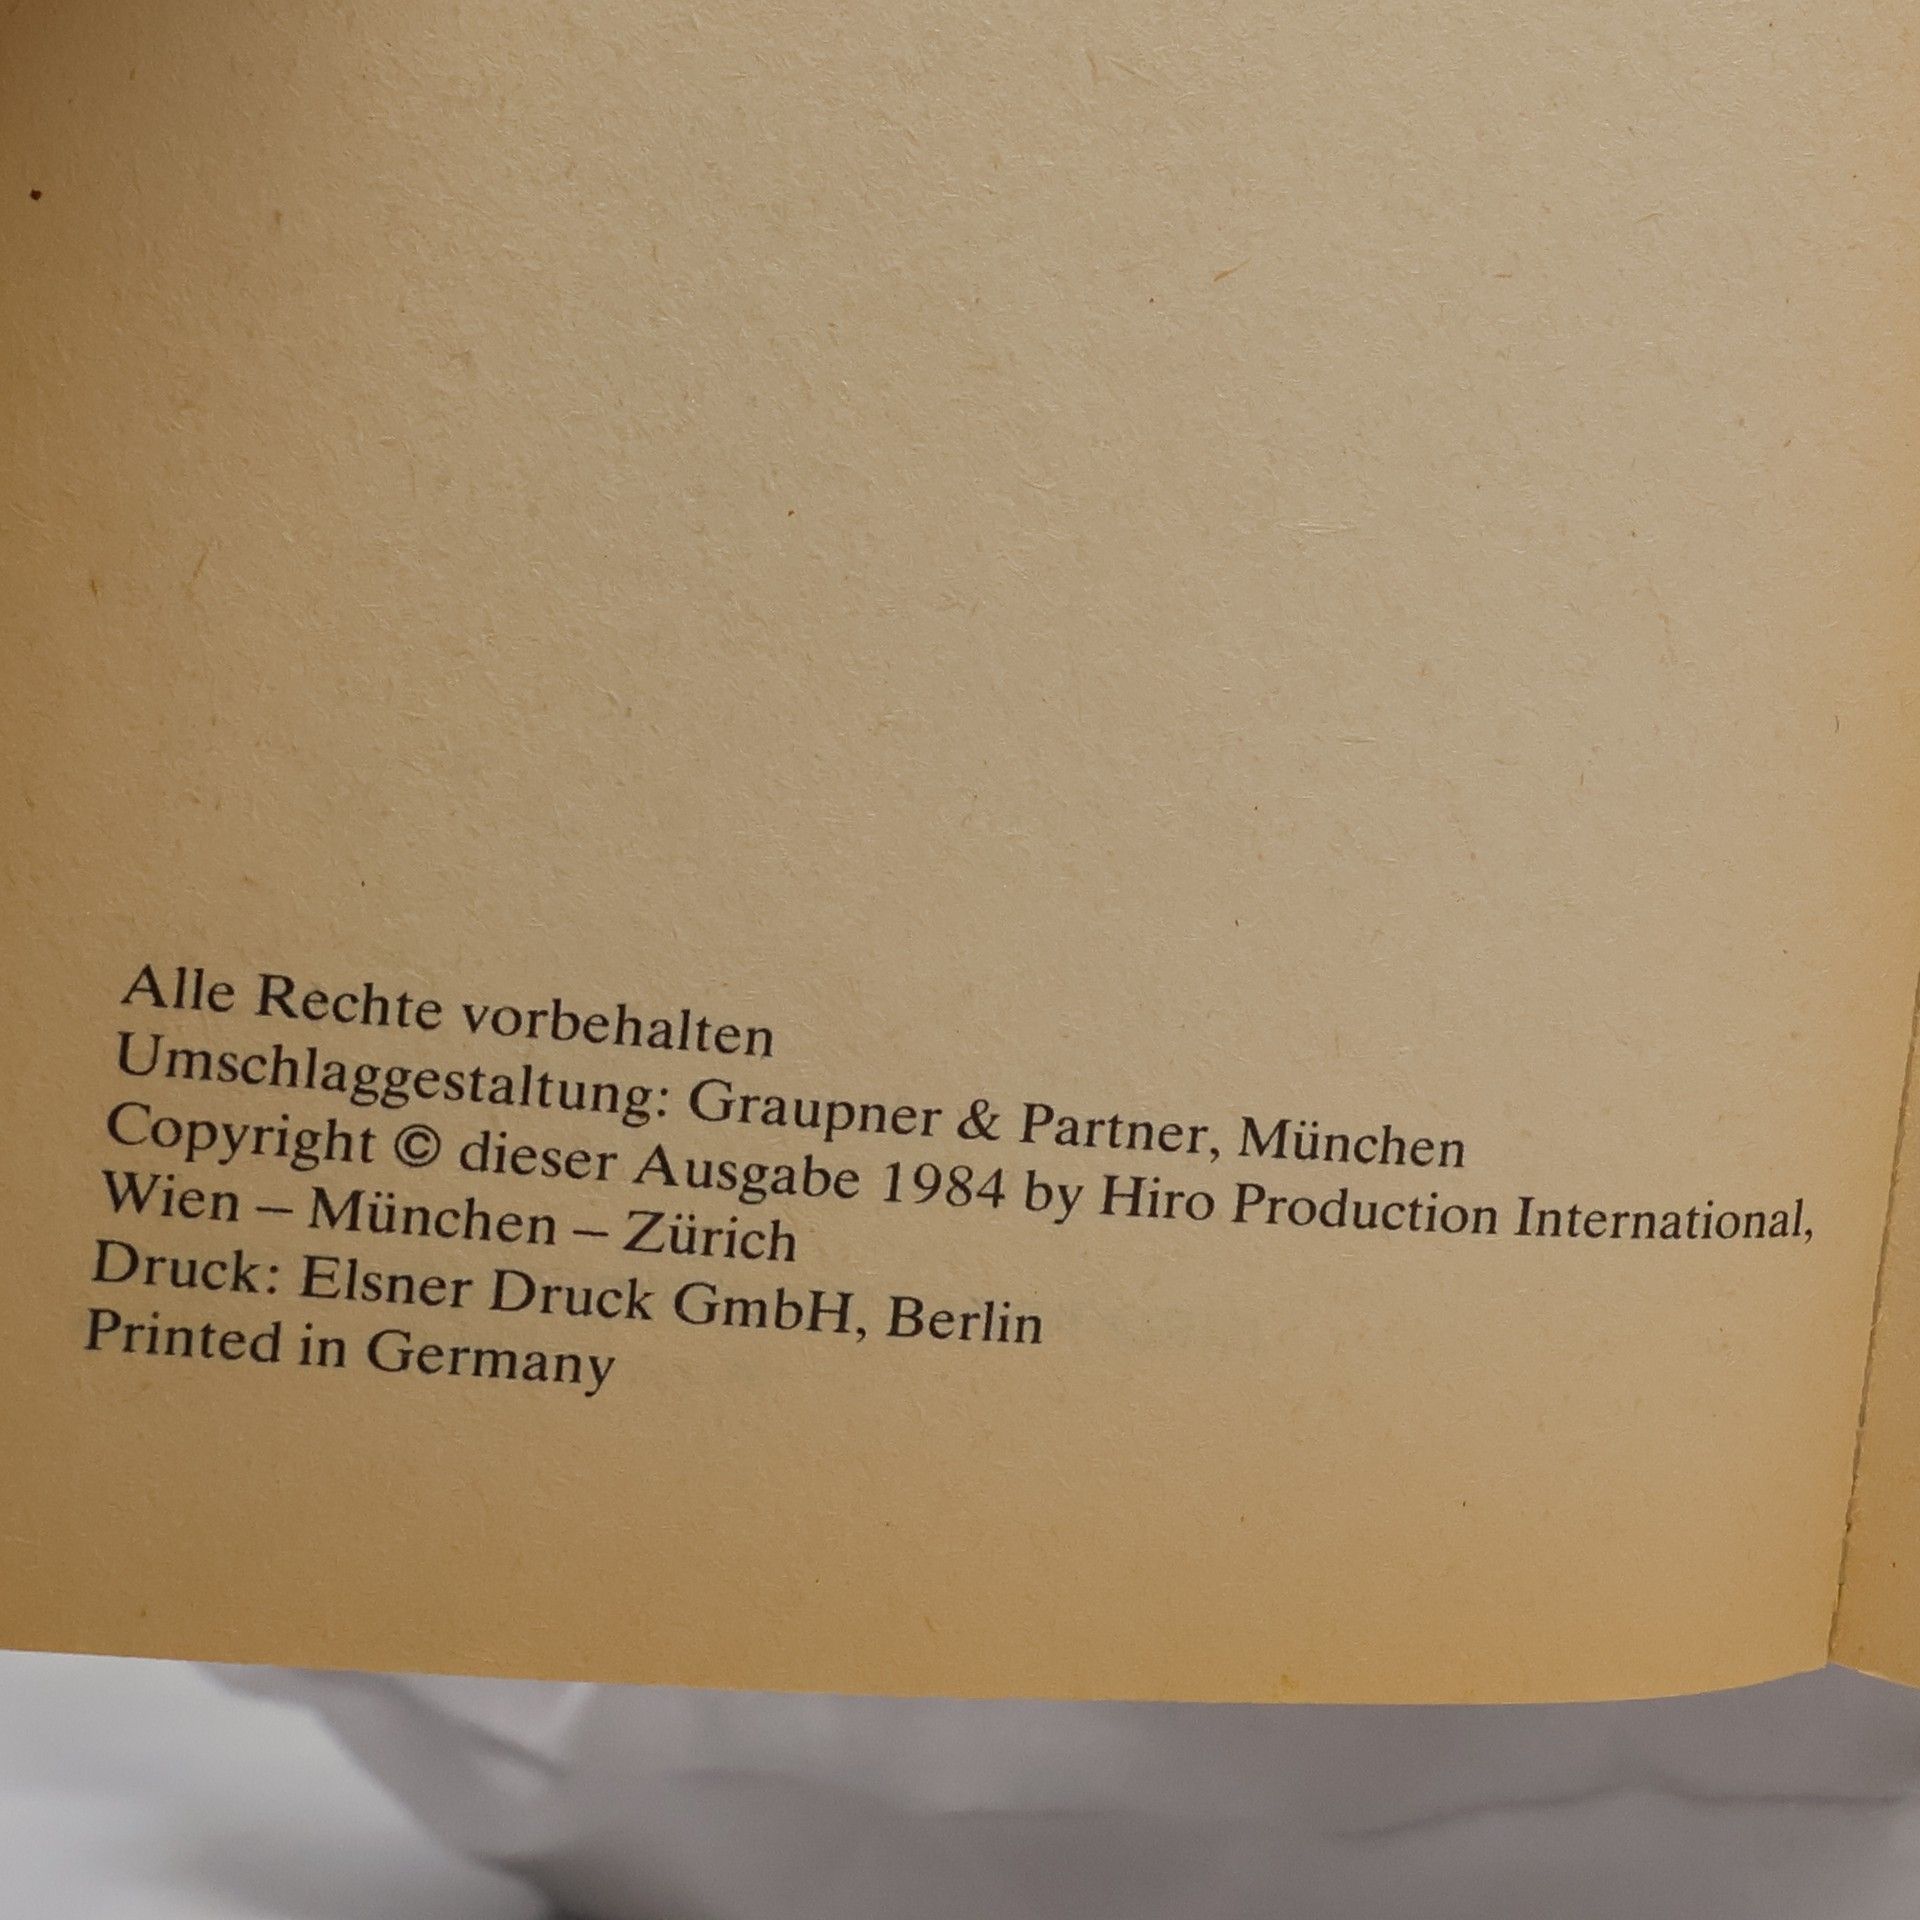 Alle Rechte vorbehalten
Umschlaggestaltung: Graupner & Partner, München
Copyright © dieser Ausgabe 1984 by Hiro Production International,
Wien – München – Zürich
Druck: Elsner Druck GmbH, Berlin
Printed in Germany